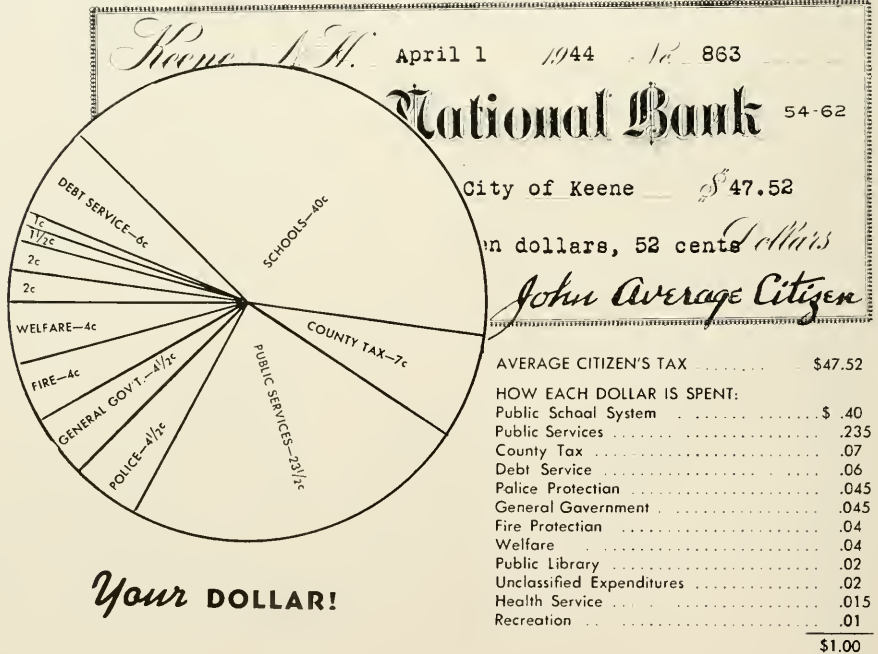 Keene N.H. April 1 1944 No. 863
National Bank 54-62
City of Keene $47.52
n dollars, 52 cents Dollars
John Average Citizen
DEBT SERVICE—6c
1c
1½c
2c
2c
WELFARE—4c
FIRE—4c
GENERAL GOV'T.—4½c
POLICE—4½c
PUBLIC SERVICES—23½c
COUNTY TAX—7c
SCHOOLS—40c
AVERAGE CITIZEN'S TAX ........ $47.52
HOW EACH DOLLAR IS SPENT:
Public School System ................ $ .40
Public Services ........................ .235
County Tax ........................ .07
Debt Service ........................ .06
Police Protection ........................ .045
General Government ........................ .045
Fire Protection ........................ .04
Welfare ........................ .04
Public Library ........................ .02
Unclassified Expenditures ................ .02
Health Service ........................ .015
Recreation ........................ .01
$1.00
Your DOLLAR!